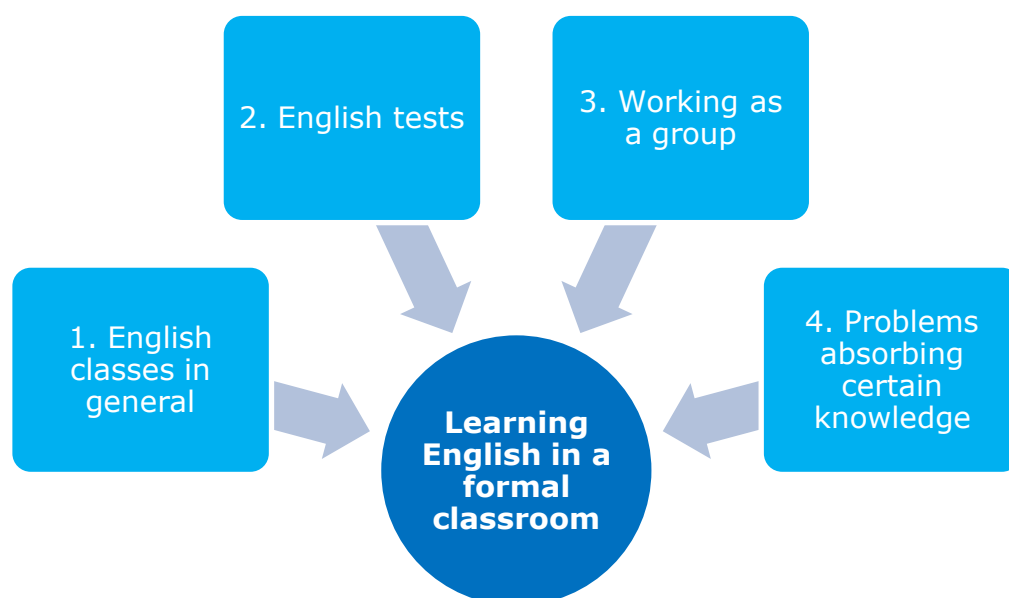 1. English
classes in
general
2. English tests
3. Working as
a group
4. Problems
absorbing
certain
knowledge
Learning
English in a
formal
classroom